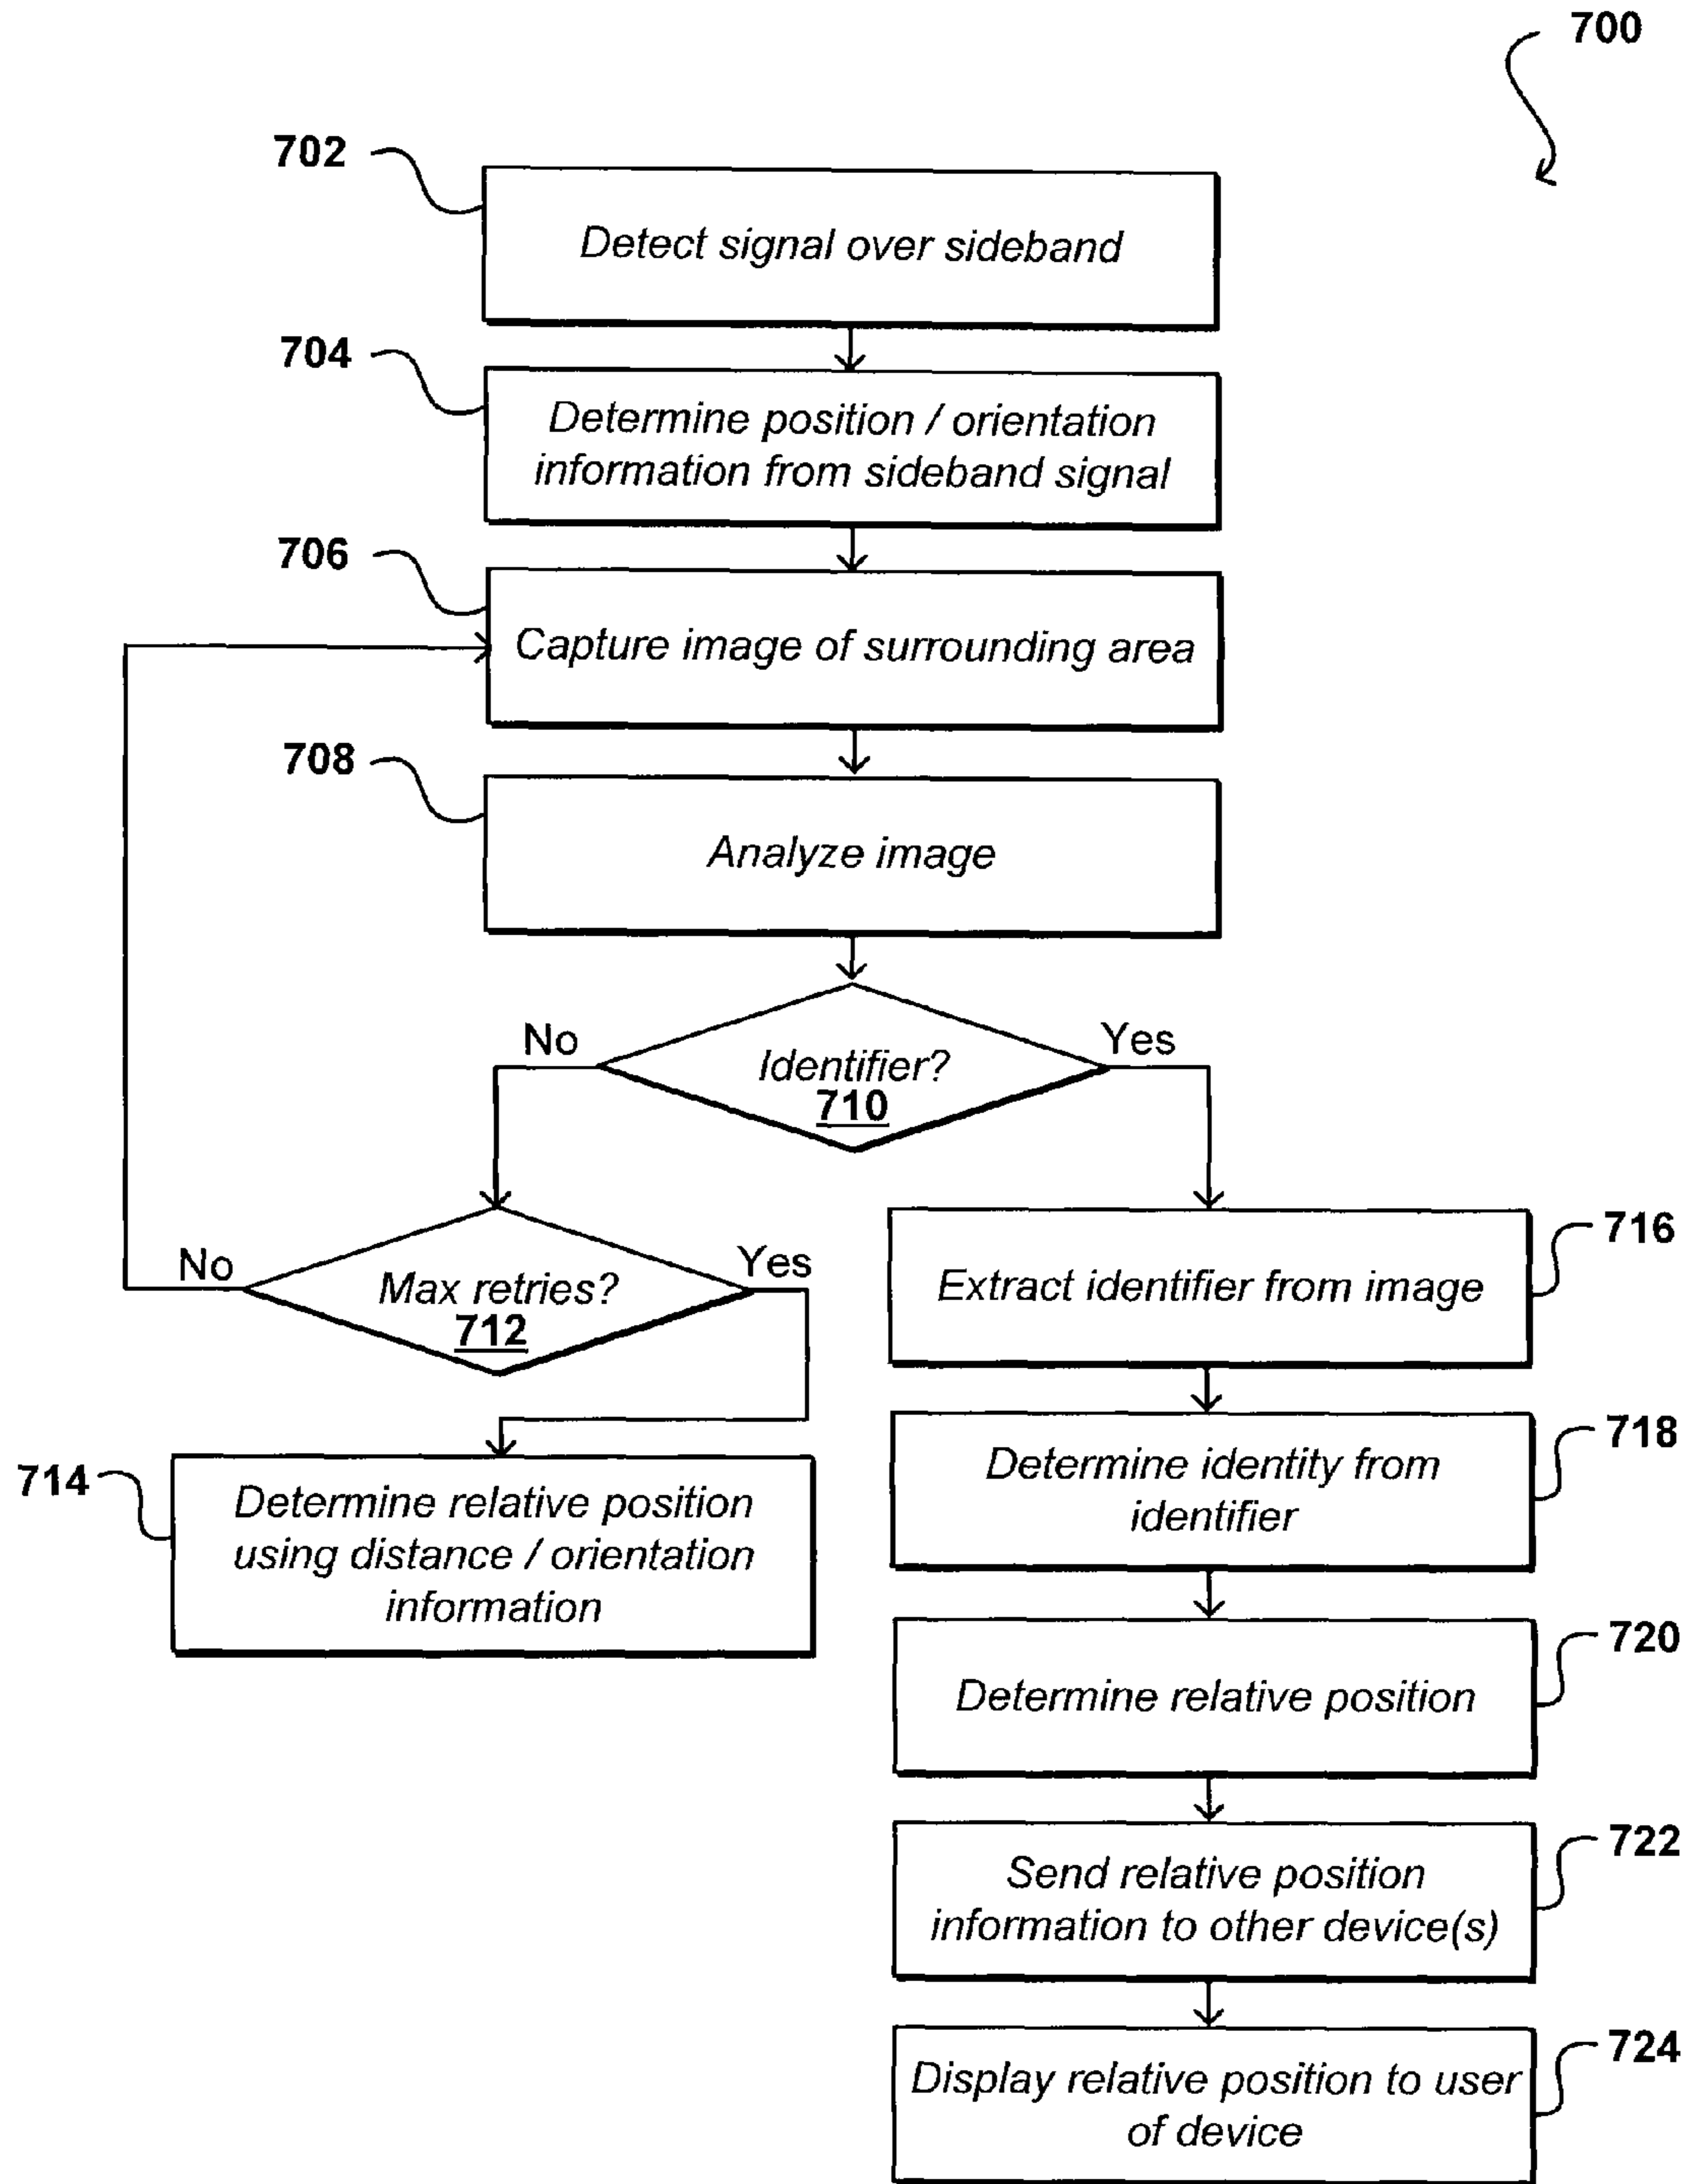 700
702
Detect signal over sideband
704
Determine position / orientation
information from sideband signal
706
Capture image of surrounding area
708
Analyze image
No
Yes
Identifier?
710
No
Yes
Max retries?
712
716
Extract identifier from image
718
Determine identity from
identifier
714
Determine relative position
using distance / orientation
information
720
Determine relative position
722
Send relative position
information to other device(s)
724
Display relative position to user
of device